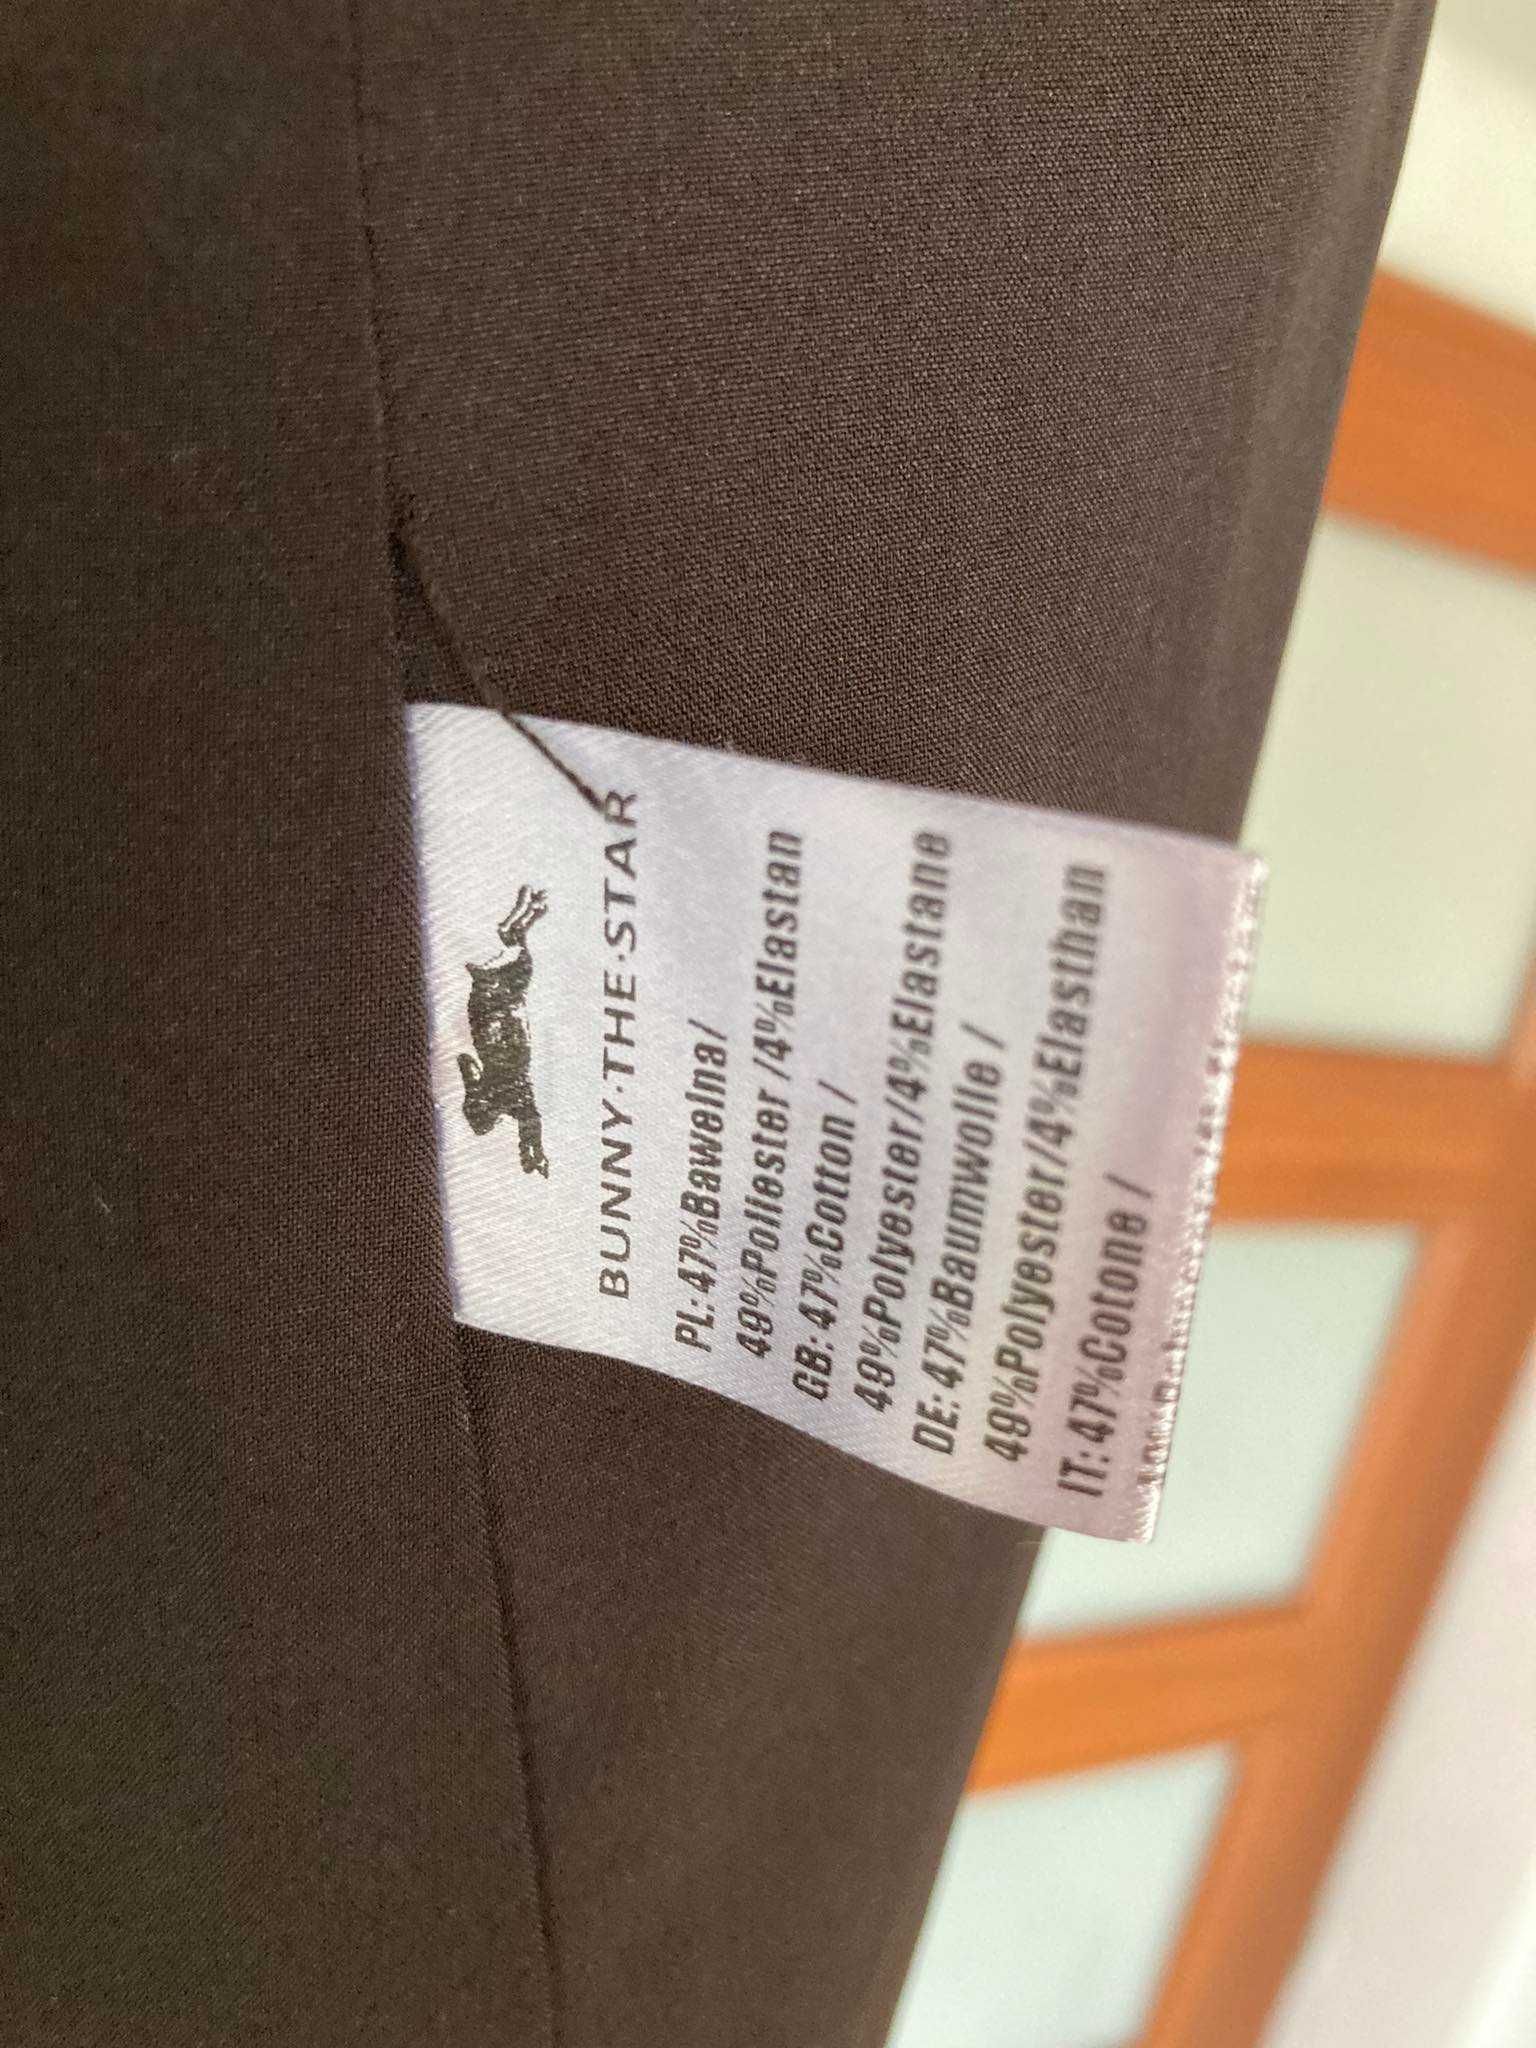 BUNNY·THE·STAR
PL: 47%Bawełna/
49%Poliester /4%Elastan
GB: 47%Cotton /
49%Polyester/4%Elastane
DE: 47%Baumwolle /
49%Polyester/4%Elasthan
IT: 47%Cotone /